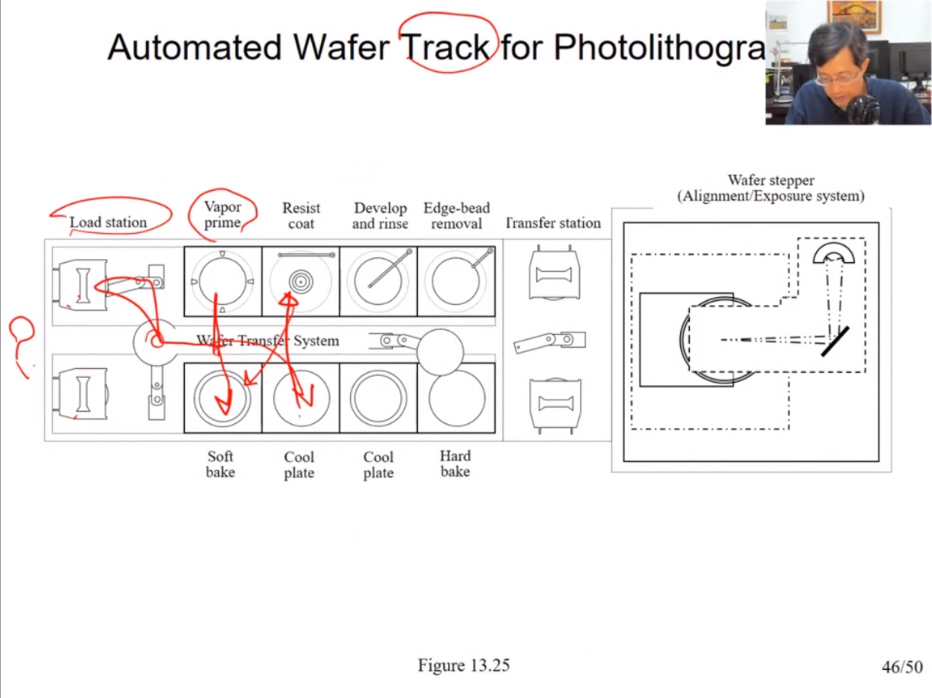 Automated Wafer Track for Photolithogra
Wafer stepper
(Alignment/Exposure system)
Load station
Vapor
prime
Resist
coat
Develop
and rinse
Edge-bead
removal
Transfer station
Wafer Transfer System
Soft
bake
Cool
plate
Cool
plate
Hard
bake
?
Figure 13.25
46/50